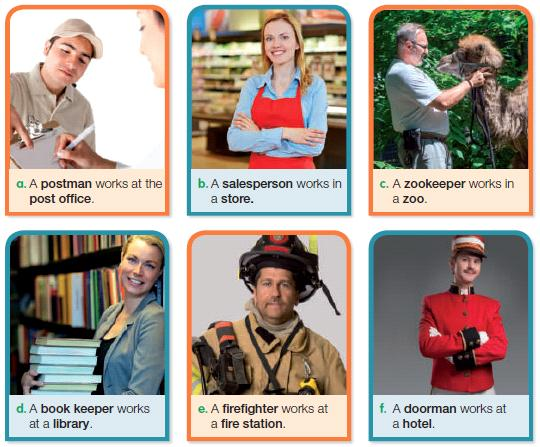 a. A postman works at the
post office.
b. A salesperson works in
a store.
c. A zookeeper works in
a zoo.
d. A book keeper works
at a library.
e. A firefighter works at
a fire station.
f. A doorman works at
a hotel.